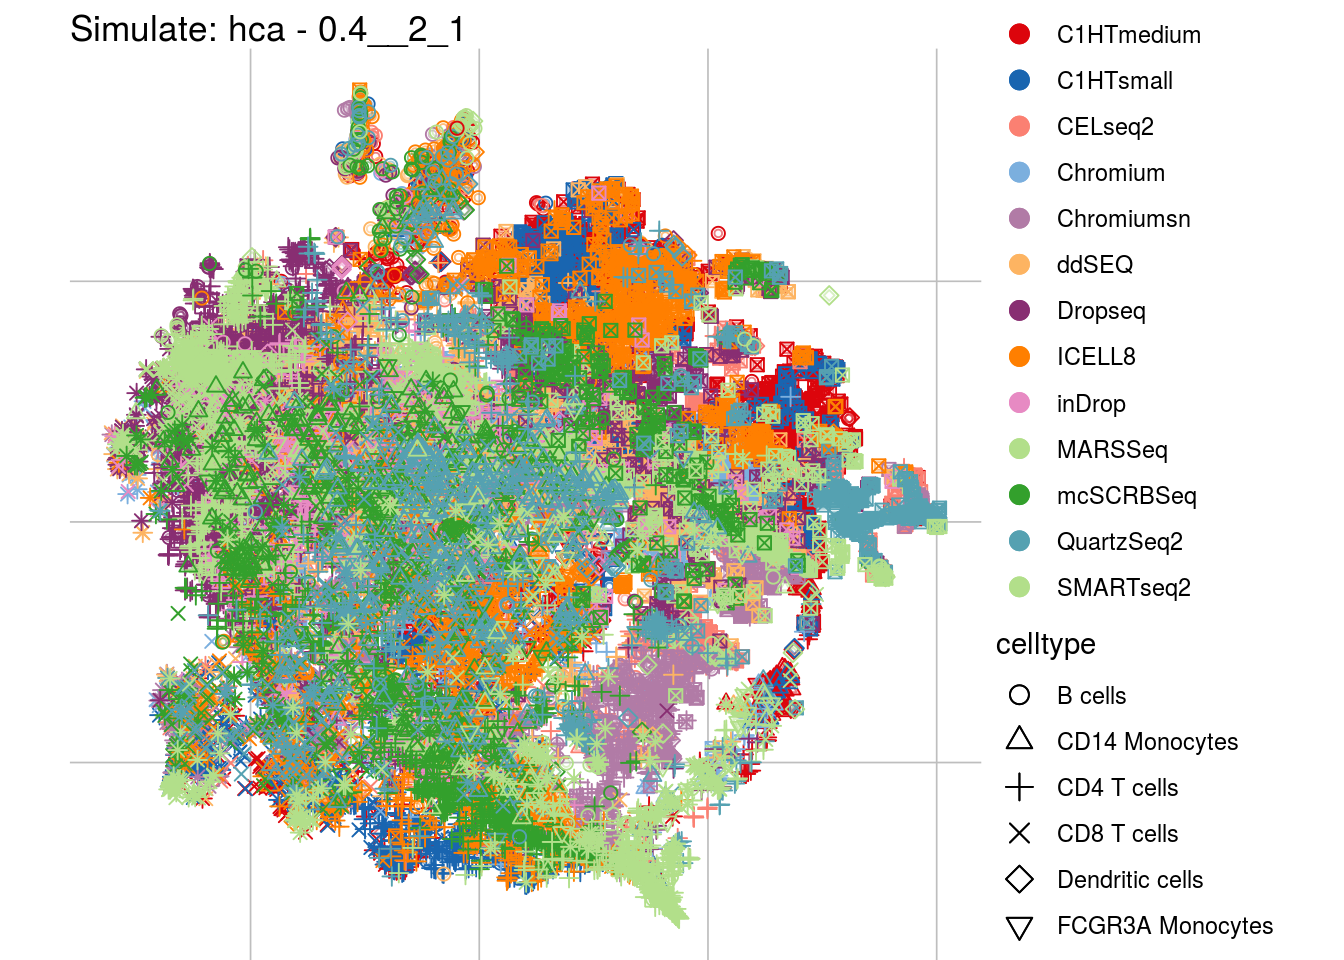 Simulate: hca - 0.4__2_1
C1HTmedium
C1HTsmall
CELseq2
Chromium
Chromiumsn
ddSEQ
Dropseq
ICELL8
inDrop
MARSSeq
mcSCRBSeq
QuartzSeq2
SMARTseq2
celltype
B cells
CD14 Monocytes
CD4 T cells
CD8 T cells
Dendritic cells
FCGR3A Monocytes